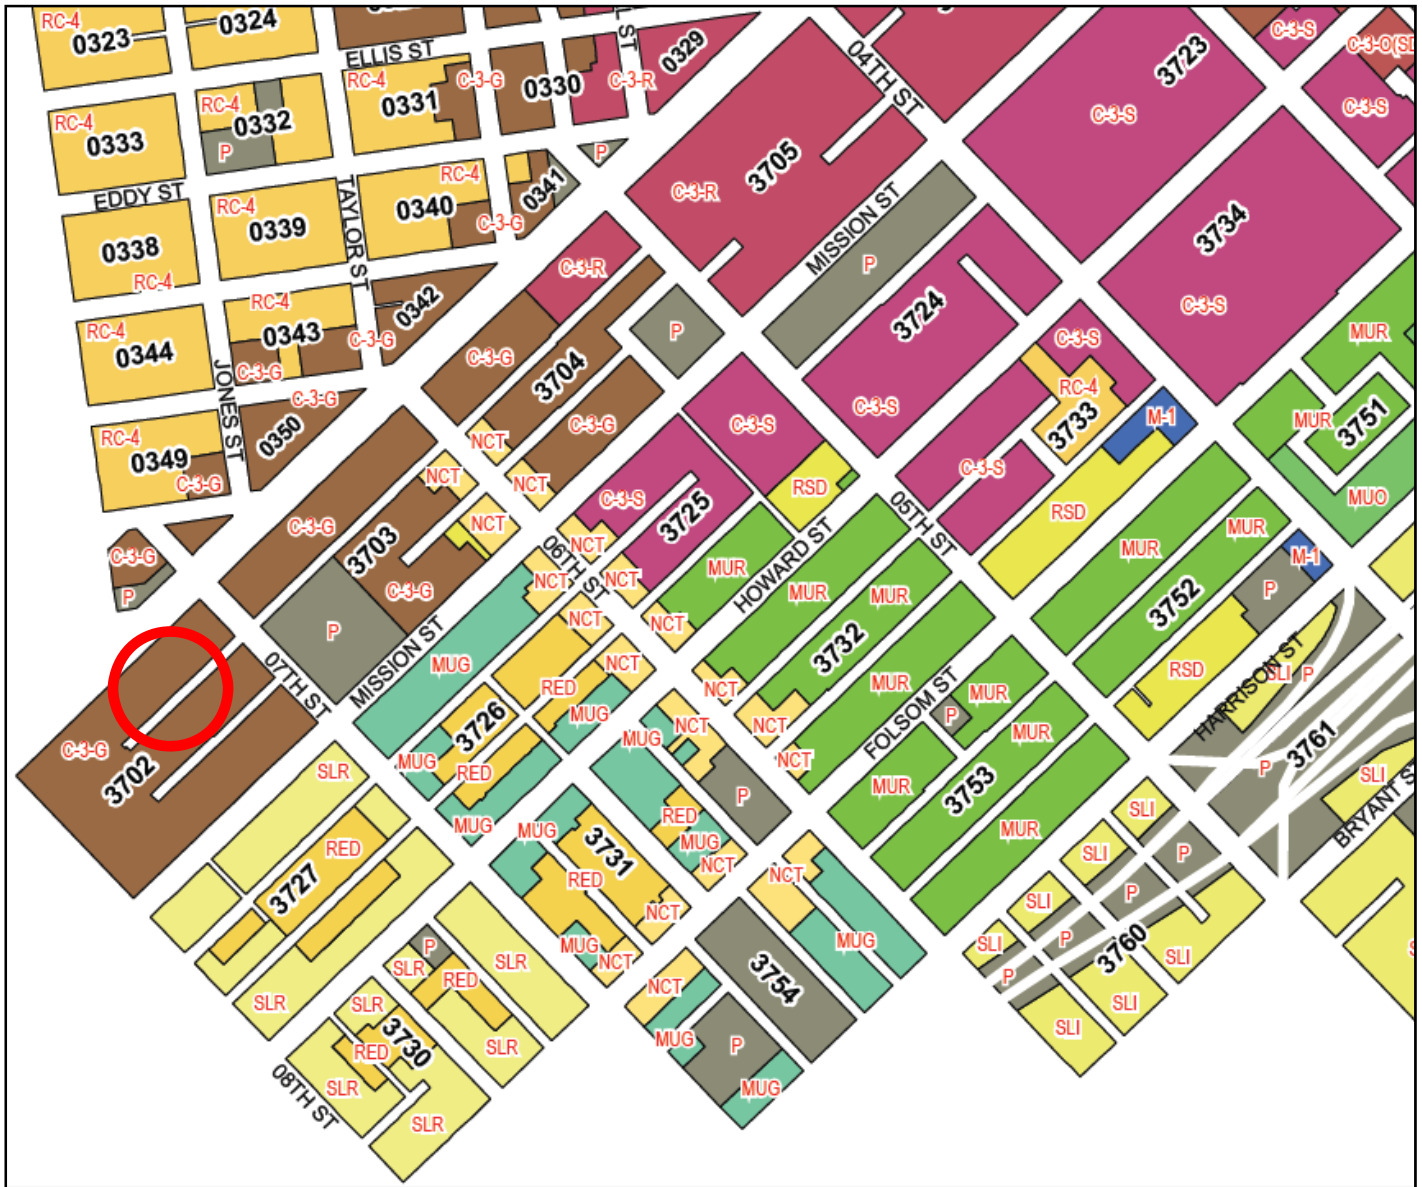 RC-4
0323
0324
ELLIS ST
0329
04TH ST
3723
C-3-S
RC-4
0331
C-3-G
0330
C-3-R
C-3-S
C-3-S
RC-4
0333
RC-4
0332
P
P
3705
C-3-R
EDDY ST
RC-4
0339
TAYLOR ST
RC-4
0340
C-3-G
0341
MISSION ST
P
3734
C-3-S
0338
RC-4
C-3-R
RC-4
0343
C-3-G
C-3-G
0342
3724
C-3-S
RC-4
0344
JONES ST
C-3-G
C-3-G
3704
C-3-G
P
C-3-S
RC-4
3733
M-1
MUR
MUR
3751
MUO
RC-4
0349
C-3-G
0350
NCT
NCT
C-3-S
C-3-S
RSD
C-3-S
RSD
C-3-G
NCT
3703
NCT
C-3-G
C-3-S
3725
NCT
NCT
06TH ST
NCT
MUR
HOWARD ST
05TH ST
MUR
MUR
MUR
MUR
3752
M-1
P
C-3-G
P
P
07TH ST
MISSION ST
MUG
NCT
NCT
NCT
3732
MUR
RSD
HARRISON ST
SLI
P
C-3-G
3702
MUG
3726
RED
RED
NCT
MUG
MUG
NCT
NCT
NCT
NCT
FOLSOM ST
P
MUR
MUR
MUR
3753
MUR
P
3761
SLI
BRYANT S
SLR
RED
3727
MUG
MUG
3731
RED
RED
MUG
NCT
P
NCT
NCT
SLI
SLI
P
P
SLI
SLR
SLR
P
RED
SLR
SLR
MUG
NCT
3754
MUG
SLI
P
P
3760
SLI
SLR
3730
RED
SLR
SLR
08TH ST
NCT
MUG
P
MUG
SLI
SLI